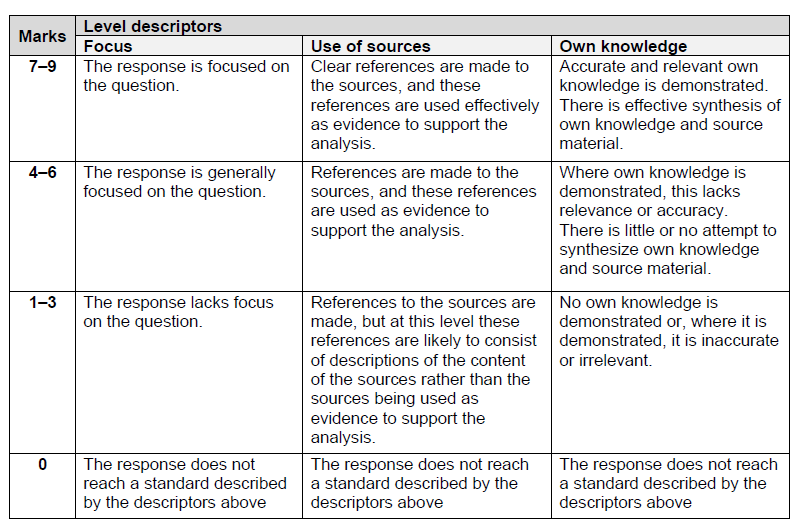 Marks
Level descriptors
Focus
Use of sources
Own knowledge
7–9
The response is focused on
the question.
Clear references are made to
the sources, and these
references are used effectively
as evidence to support the
analysis.
Accurate and relevant own
knowledge is demonstrated.
There is effective synthesis of
own knowledge and source
material.
4–6
The response is generally
focused on the question.
References are made to the
sources, and these references
are used as evidence to
support the analysis.
Where own knowledge is
demonstrated, this lacks
relevance or accuracy.
There is little or no attempt to
synthesize own knowledge
and source material.
1–3
The response lacks focus
on the question.
References to the sources are
made, but at this level these
references are likely to consist
of descriptions of the content
of the sources rather than the
sources being used as
evidence to support the
analysis.
No own knowledge is
demonstrated or, where it is
demonstrated, it is inaccurate
or irrelevant.
0
The response does not
reach a standard described
by the descriptors above
The response does not reach
a standard described by the
descriptors above
The response does not reach
a standard described by the
descriptors above